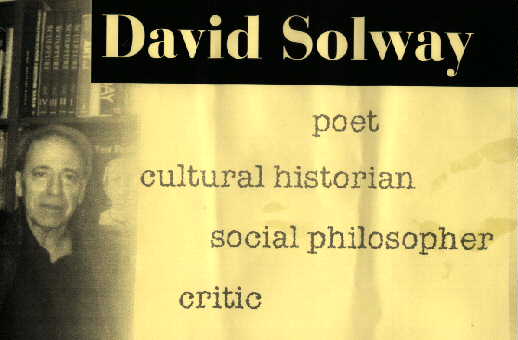 David Solway
poet
cultural historian
social philosopher
critic